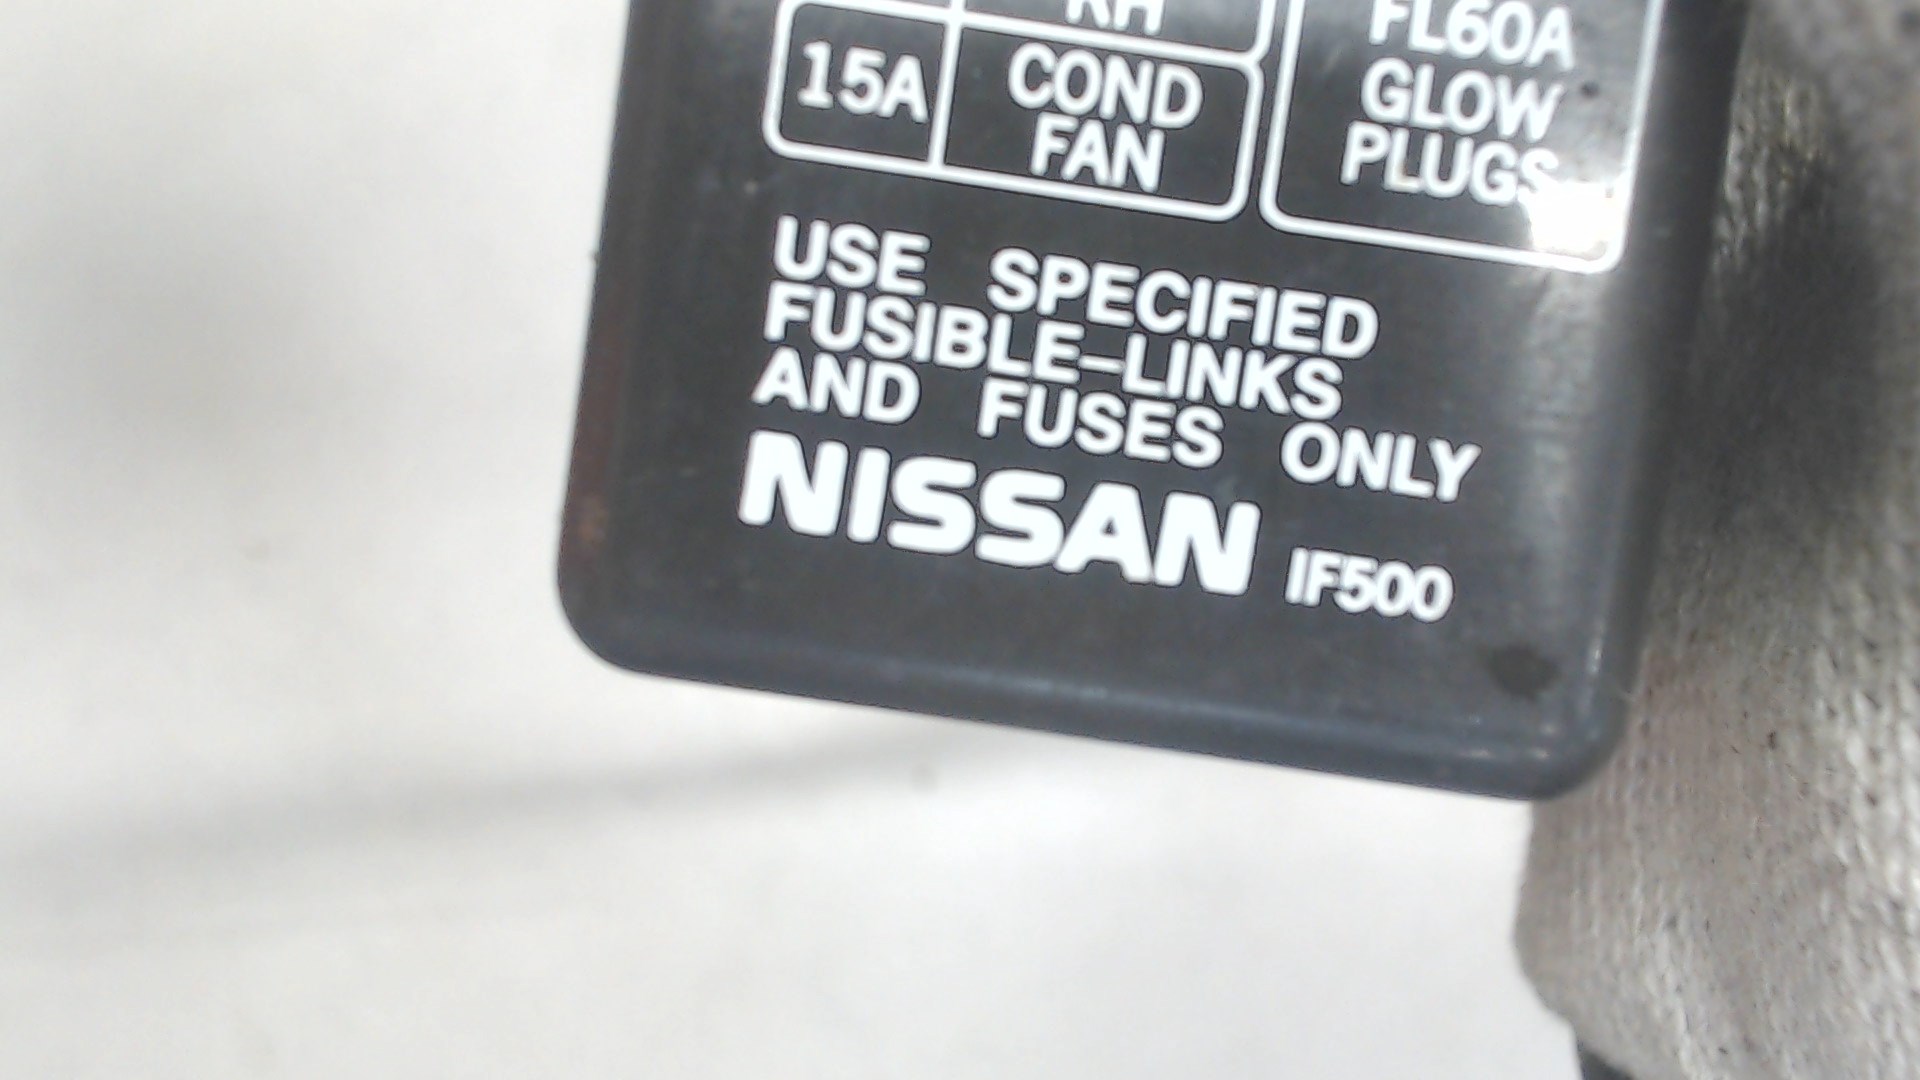 RH
15A COND
FAN
FL60A
GLOW
PLUGS
USE SPECIFIED
FUSIBLE-LINKS
AND FUSES ONLY
NISSAN IF500